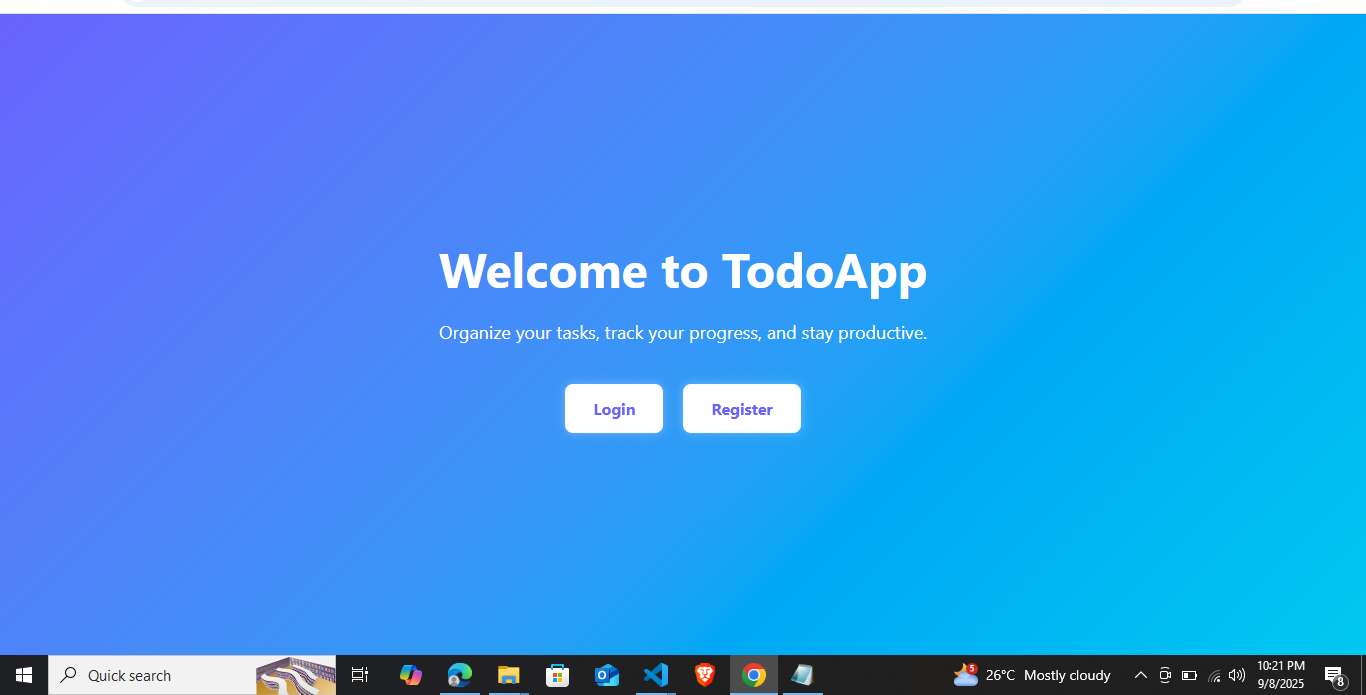 Welcome to TodoApp
Organize your tasks, track your progress, and stay productive.
Login
Register
Quick search
5
26°C Mostly cloudy
10:21 PM
9/8/2025
8